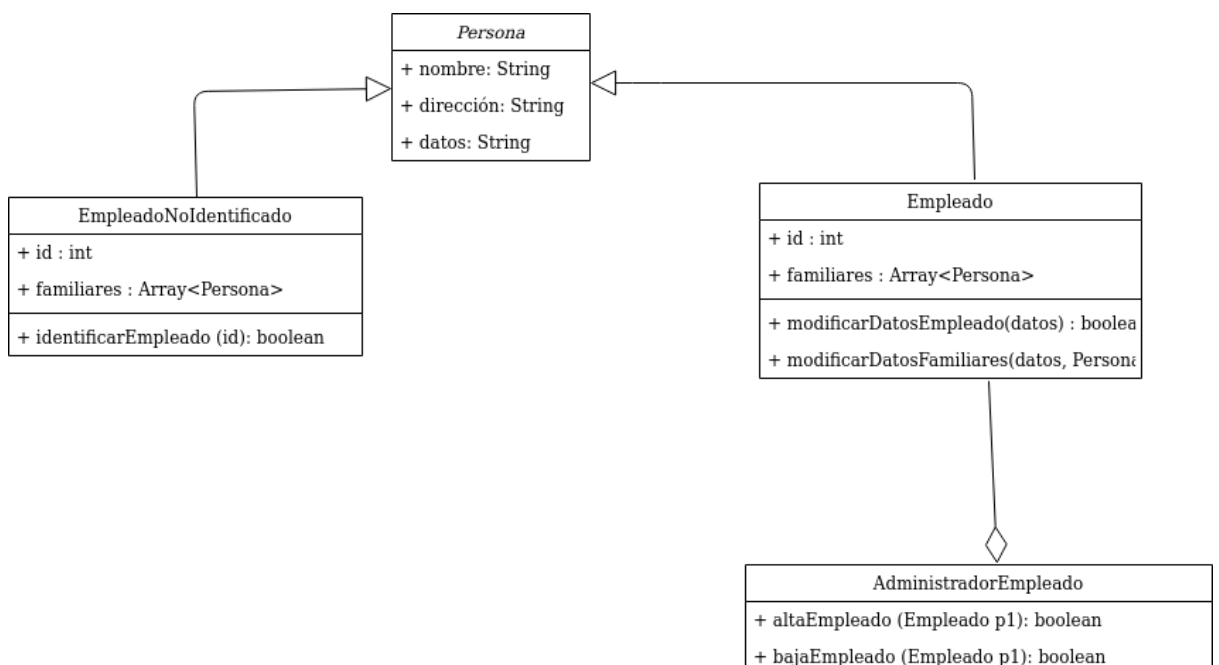 Persona
+ nombre: String
+ dirección: String
+ datos: String
EmpleadoNoIdentificado
+ id : int
+ familiares : Array<Persona>
+ identificarEmpleado (id): boolean
Empleado
+ id : int
+ familiares : Array<Persona>
+ modificarDatosEmpleado(datos) : boolea
+ modificarDatosFamiliares(datos, Persona
AdministradorEmpleado
+ altaEmpleado (Empleado p1): boolean
+ bajaEmpleado (Empleado p1): boolean